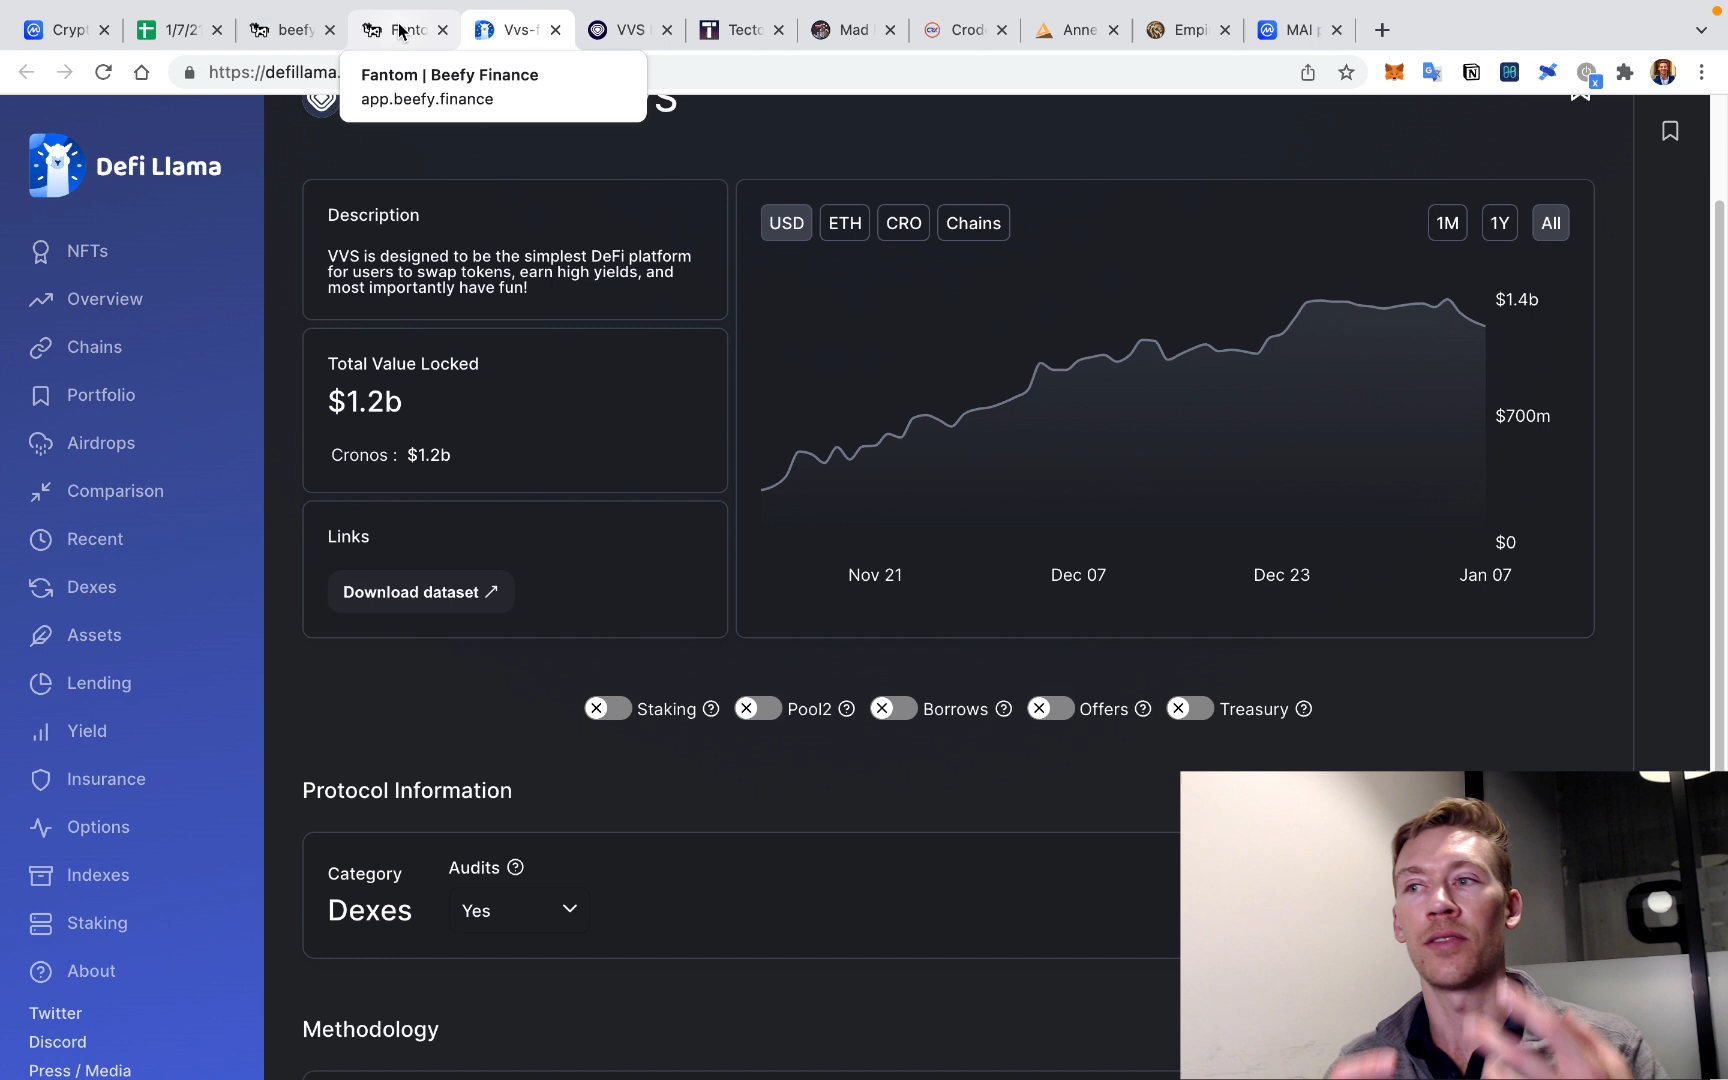 Crypt
1/7/2
beefy
Fanto
Vvs-f
VVS
Tecto
Mad
Crod
Anne
Empi
MAI p
https://defillama.
Fantom | Beefy Finance
app.beefy.finance
S
Defi Llama
NFTs
Overview
Chains
Portfolio
Airdrops
Comparison
Recent
Dexes
Assets
Lending
Yield
Insurance
Options
Indexes
Staking
About
Twitter
Discord
Press / Media
Description
VVS is designed to be the simplest DeFi platform
for users to swap tokens, earn high yields, and
most importantly have fun!
Total Value Locked
$1.2b
Cronos : $1.2b
Links
Download dataset ↗
USD ETH CRO Chains
1M 1Y All
$1.4b
$700m
$0
Nov 21 Dec 07 Dec 23 Jan 07
Staking Pool2 Borrows Offers Treasury
Protocol Information
Category
Dexes
Audits
Yes
Methodology